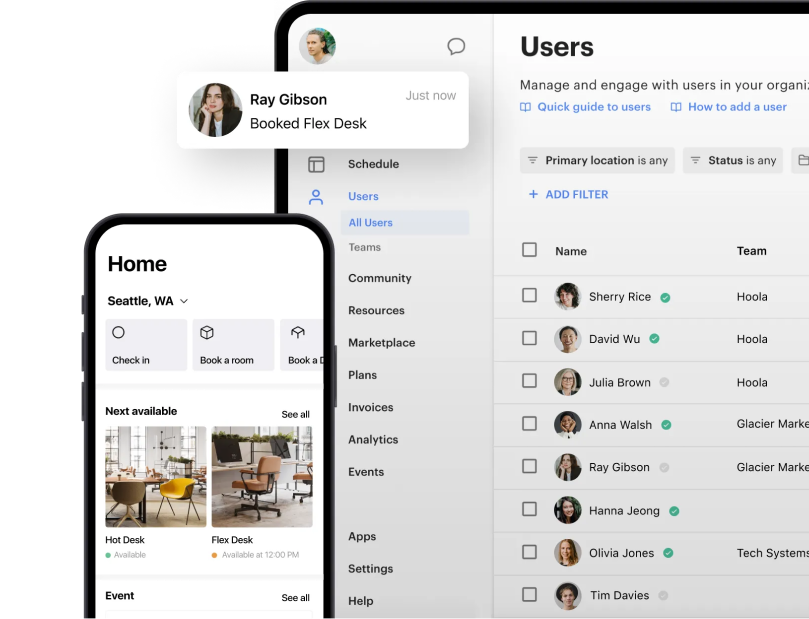 Ray Gibson
Just now
Booked Flex Desk
Schedule
Users
All Users
Teams
Community
Resources
Marketplace
Plans
Invoices
Analytics
Events
Apps
Settings
Help
Users
Manage and engage with users in your organiz
Quick guide to users How to add a user
Primary location is any Status is any
+ ADD FILTER
Name Team
Sherry Rice Hoola
David Wu Hoola
Julia Brown Hoola
Anna Walsh Glacier Marke
Ray Gibson Glacier Marke
Hanna Jeong
Olivia Jones Tech Systems
Tim Davies
Home
Seattle, WA
Check in Book a room Book a D
Next available See all
Hot Desk Flex Desk
Available Available at 12:00 PM
Event See all